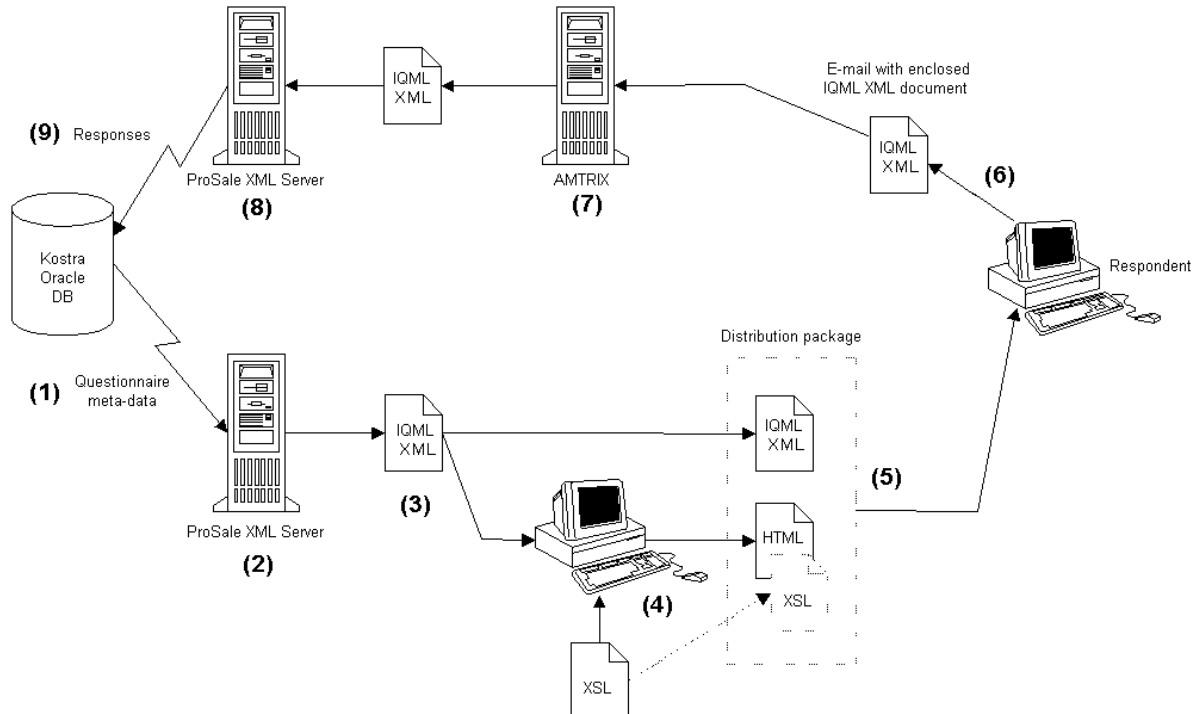 E-mail with enclosed
IQML XML document
IQML
XML
IQML
XML
(9) Responses
ProSale XML Server
(8)
AMTRIX
(7)
(6)
Kostra
Oracle
DB
Respondent
Distribution package
(1) Questionnaire
meta-data
IQML
XML
IQML
XML
(3)
(5)
ProSale XML Server
(2)
HTML
(4)
XSL
XSL